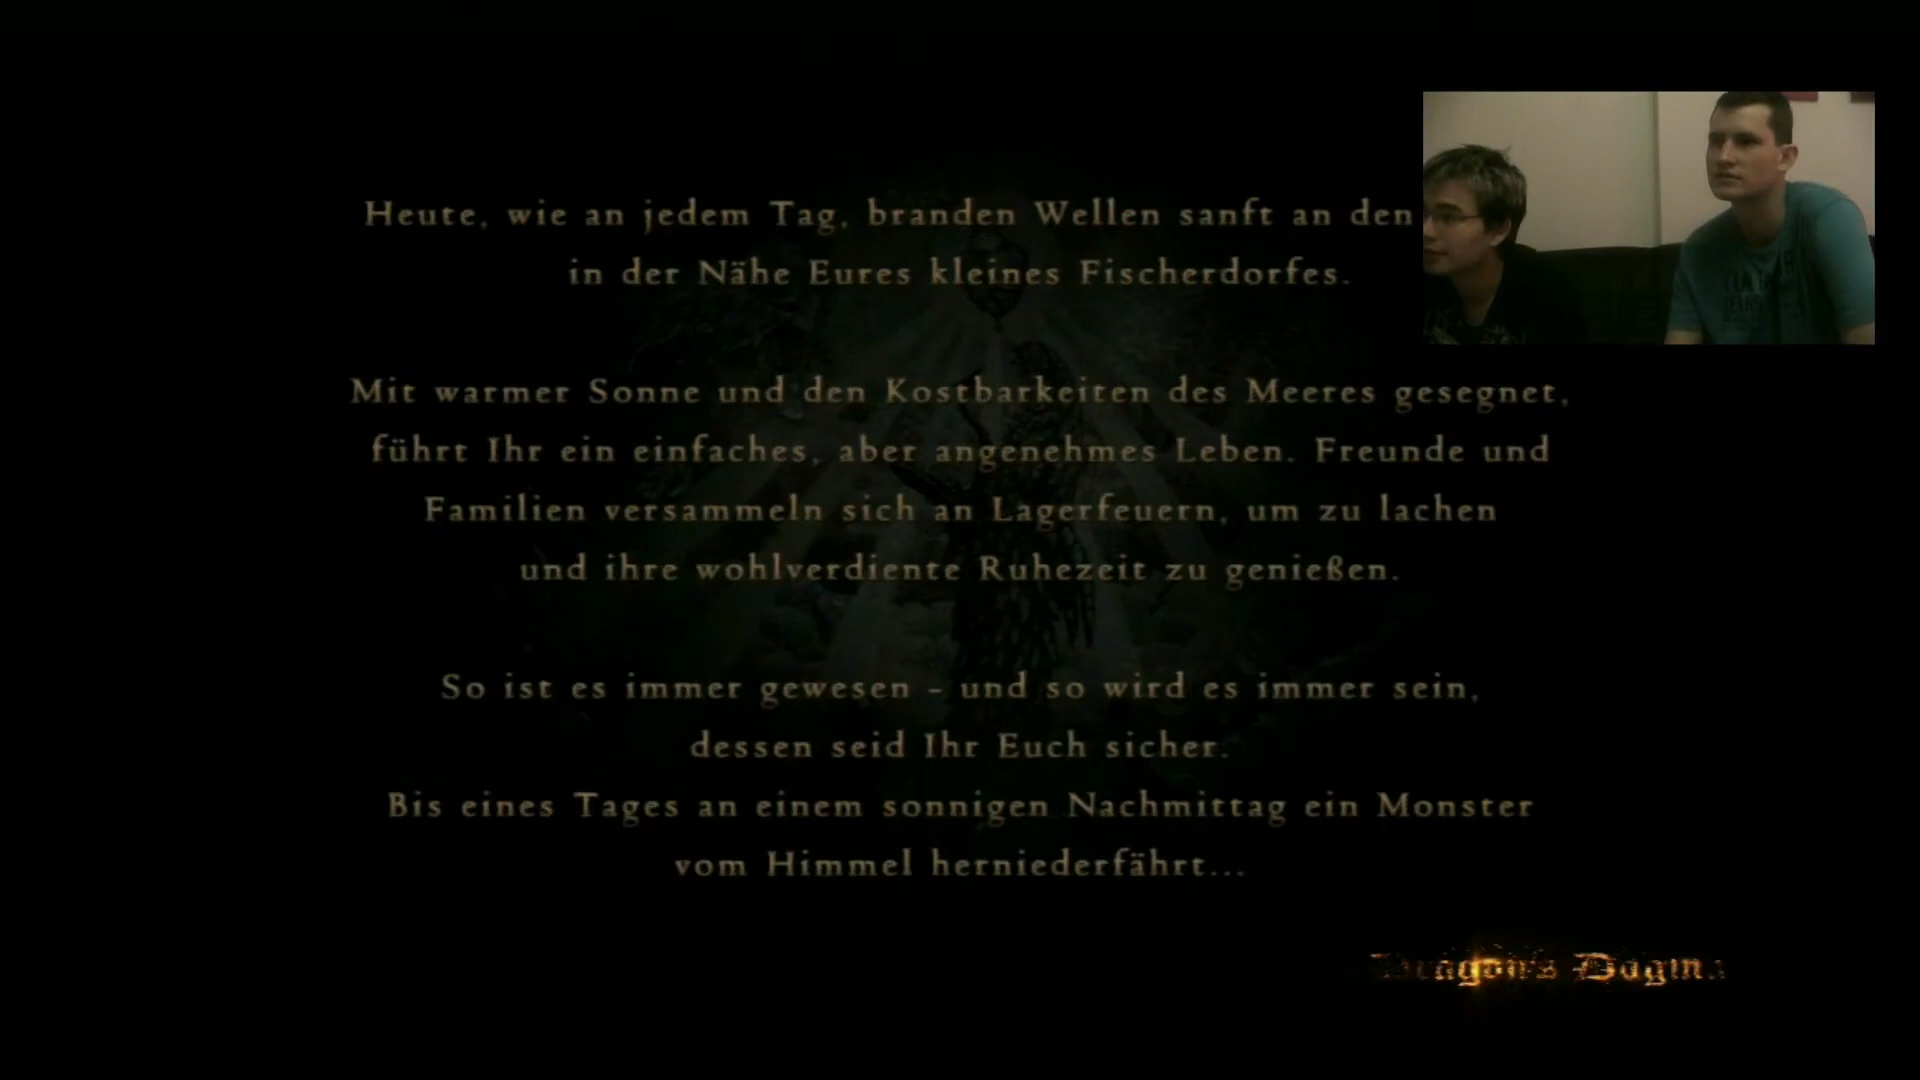 Heute, wie an jedem Tag, branden Wellen sanft an den
in der Nähe Eures kleines Fischerdorfes.
Mit warmer Sonne und den Kostbarkeiten des Meeres gesegnet,
führt Ihr ein einfaches, aber angenehmes Leben. Freunde und
Familien versammeln sich an Lagerfeuern, um zu lachen
und ihre wohlverdiente Ruhezeit zu genießen.
So ist es immer gewesen - und so wird es immer sein,
dessen seid Ihr Euch sicher.
Bis eines Tages an einem sonnigen Nachmittag ein Monster
vom Himmel herniederfährt...
Dragon's Dogma